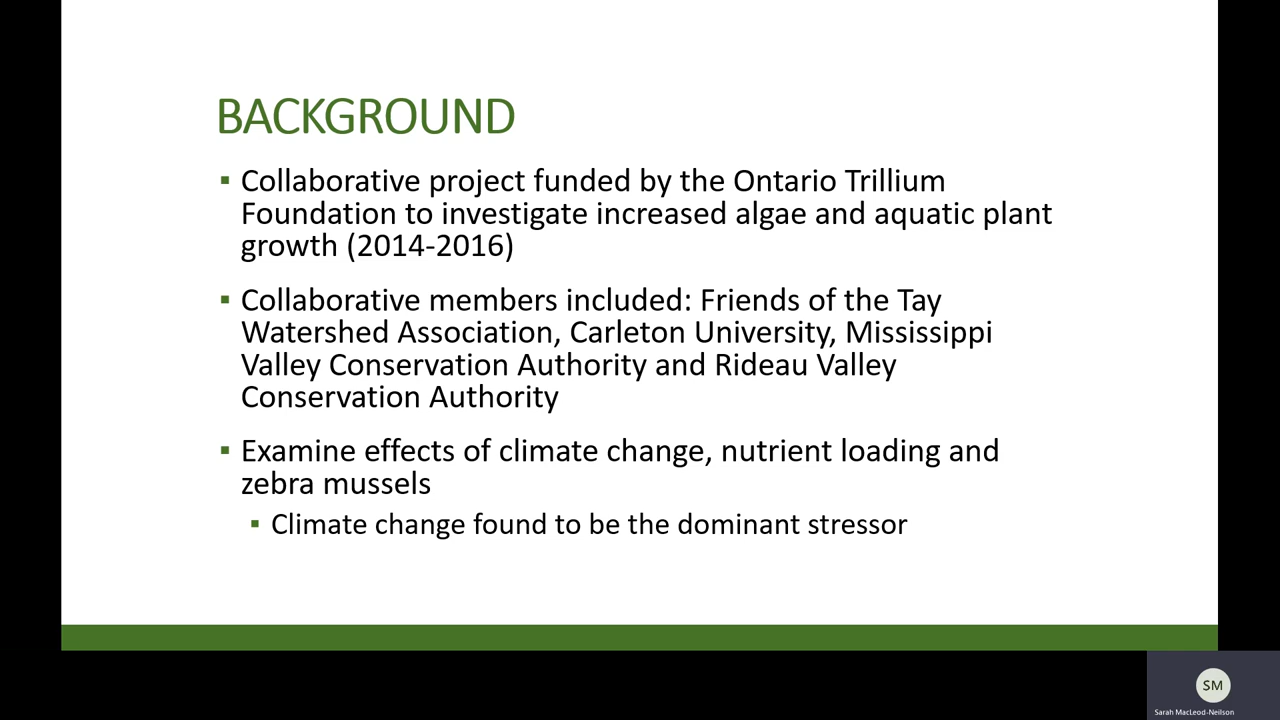 BACKGROUND
▪ Collaborative project funded by the Ontario Trillium
Foundation to investigate increased algae and aquatic plant
growth (2014-2016)
▪ Collaborative members included: Friends of the Tay
Watershed Association, Carleton University, Mississippi
Valley Conservation Authority and Rideau Valley
Conservation Authority
▪ Examine effects of climate change, nutrient loading and
zebra mussels
▪ Climate change found to be the dominant stressor
SM
Sarah MacLeod-Neilson